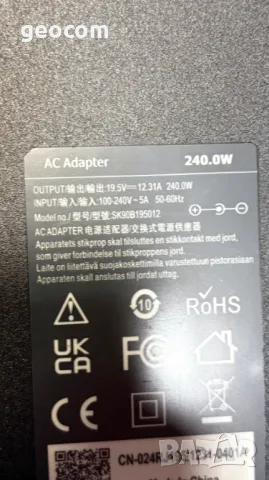 geocom
AC Adapter 240.0W
OUTPUT/输出/輸出:19.5V⎓12.31A 240.0W
INPUT/输入/輸入:100-240V~5A 50-60Hz
Model no./型号/型號:SK90B195012
AC ADAPTER 电源适配器/交換式電源供應器
Apparatets stikprop skal tilsluttes en stikkontakt med jord,
som giver forbindelse til stikproppens jord.
Laite on liitettävä suojakosketimilla varustettuun pistorasiaan
Apparaten skall anslutas till jordat uttag.
10
RoHS
UK
CA
FC
CE